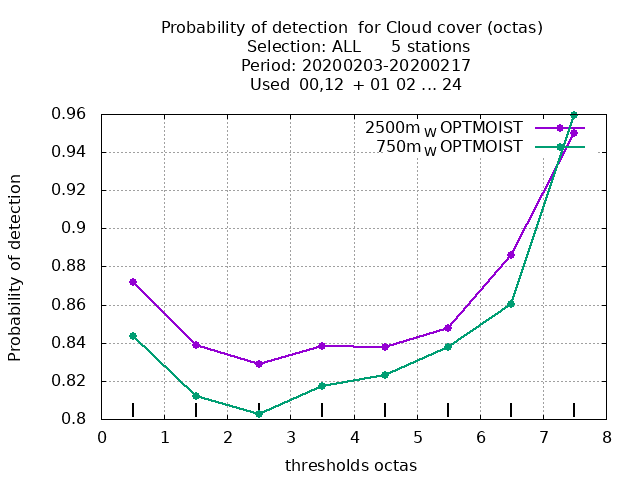 Probability of detection  for Cloud cover (octas)
Selection: ALL      5 stations
Period: 20200203-20200217
Used  00,12  + 01 02 ... 24
0.96
2500m W OPTMOIST
0.94
750m W OPTMOIST
0.92
0.9
0.88
0.86
0.84
0.82
0.8
Probability of detection
0 1 2 3 4 5 6 7 8
thresholds octas